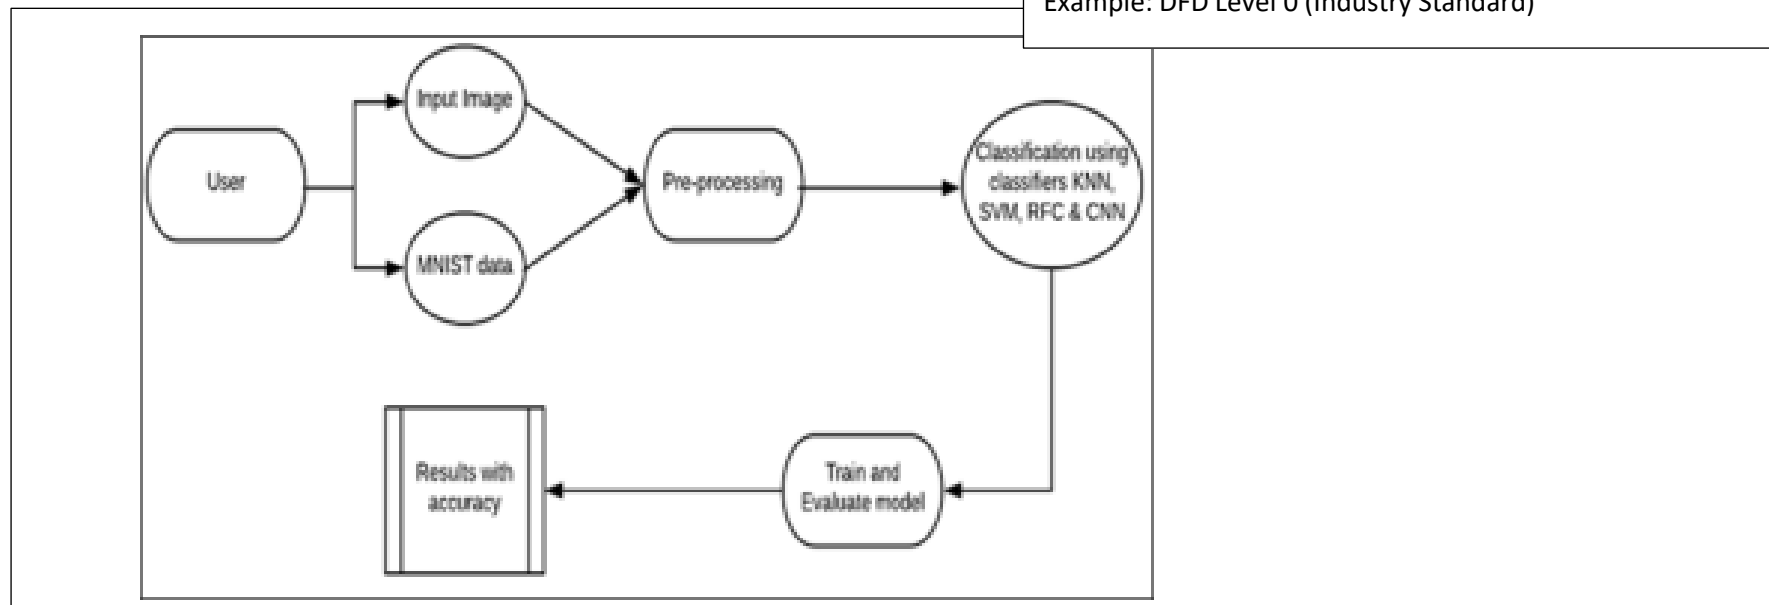 Example: DFD Level 0 (Industry Standard)
Input Image
User
Pre-processing
Classification using
classifiers KNN,
SVM, RFC & CNN
MNIST data
Results with
accuracy
Train and
Evaluate model